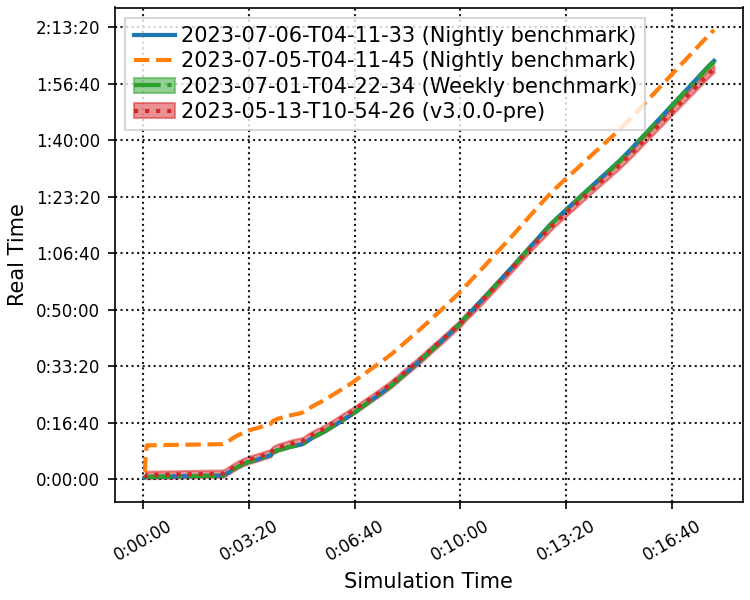 2:13:20
1:56:40
1:40:00
1:23:20
1:06:40
0:50:00
0:33:20
0:16:40
0:00:00
Real Time
2023-07-06-T04-11-33 (Nightly benchmark)
2023-07-05-T04-11-45 (Nightly benchmark)
2023-07-01-T04-22-34 (Weekly benchmark)
2023-05-13-T10-54-26 (v3.0.0-pre)
0:00:00
0:03:20
0:06:40
0:10:00
0:13:20
0:16:40
Simulation Time